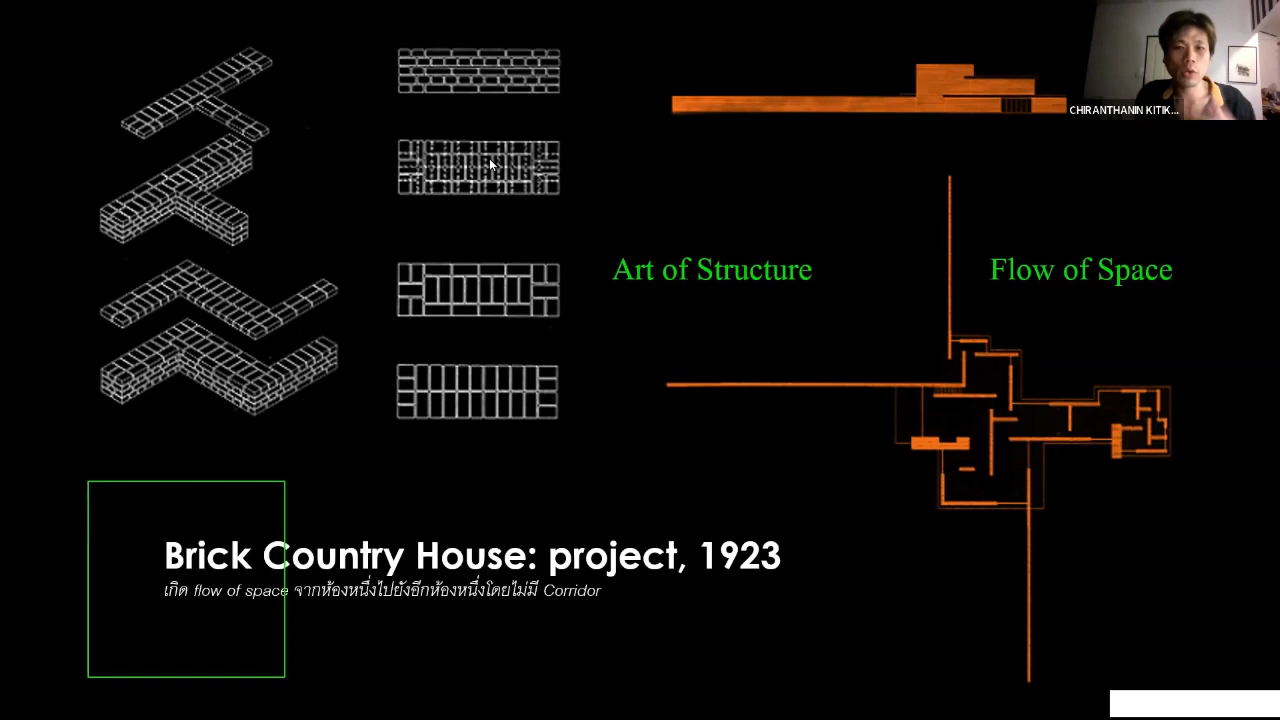 CHIRANTHANIN KITIK...
Art of Structure
Flow of Space
Brick Country House: project, 1923
เกิด flow of space จากห้องหนึ่งไปยังอีกห้องหนึ่งโดยไม่มี Corridor